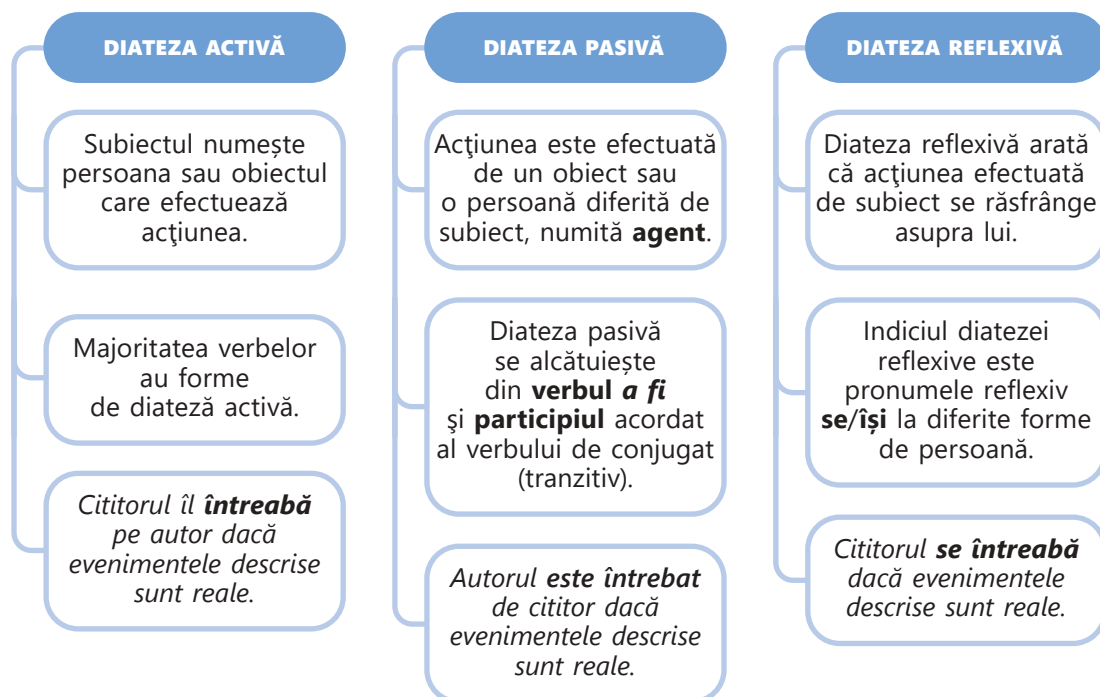 DIATEZA ACTIVĂ
Subiectul numește
persoana sau obiectul
care efectuează
acţiunea.
Majoritatea verbelor
au forme
de diateză activă.
Cititorul îl întreabă
pe autor dacă
evenimentele descrise
sunt reale.
DIATEZA PASIVĂ
Acţiunea este efectuată
de un obiect sau
o persoană diferită de
subiect, numită agent.
Diateza pasivă
se alcătuiește
din verbul a fi
şi participiul acordat
al verbului de conjugat
(tranzitiv).
Autorul este întrebat
de cititor dacă
evenimentele descrise
sunt reale.
DIATEZA REFLEXIVĂ
Diateza reflexivă arată
că acţiunea efectuată
de subiect se răsfrânge
asupra lui.
Indiciul diatezei
reflexive este
pronumele reflexiv
se/își la diferite forme
de persoană.
Cititorul se întreabă
dacă evenimentele
descrise sunt reale.